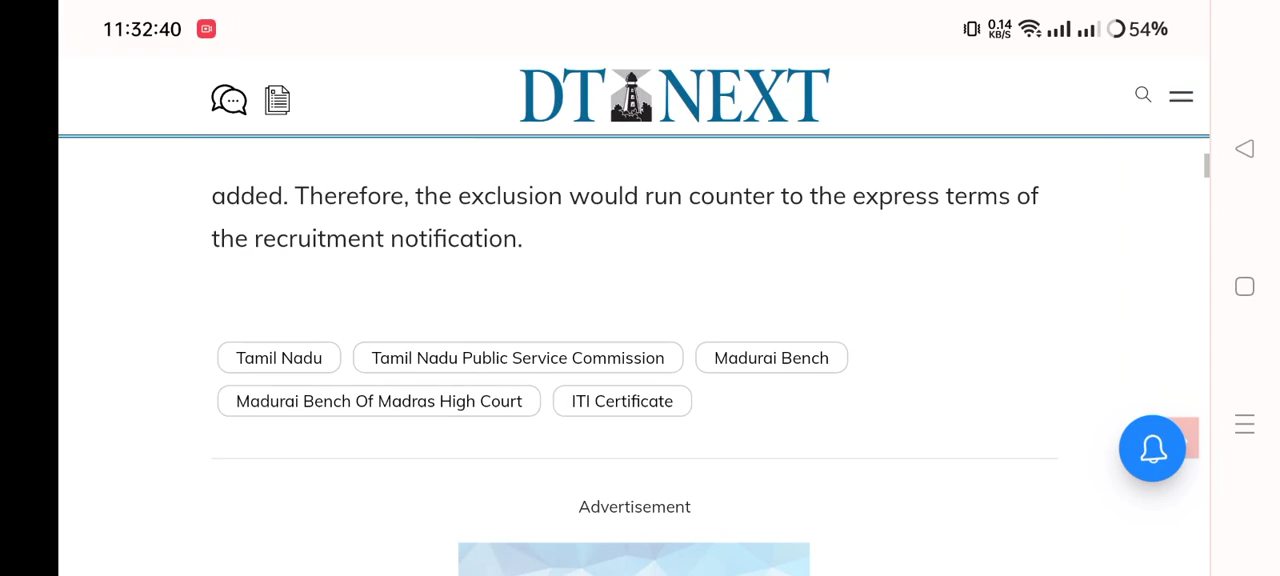 11:32:40
0.14
KB/S
54%
DT NEXT
added. Therefore, the exclusion would run counter to the express terms of
the recruitment notification.
Tamil Nadu
Tamil Nadu Public Service Commission
Madurai Bench
Madurai Bench Of Madras High Court
ITI Certificate
Advertisement